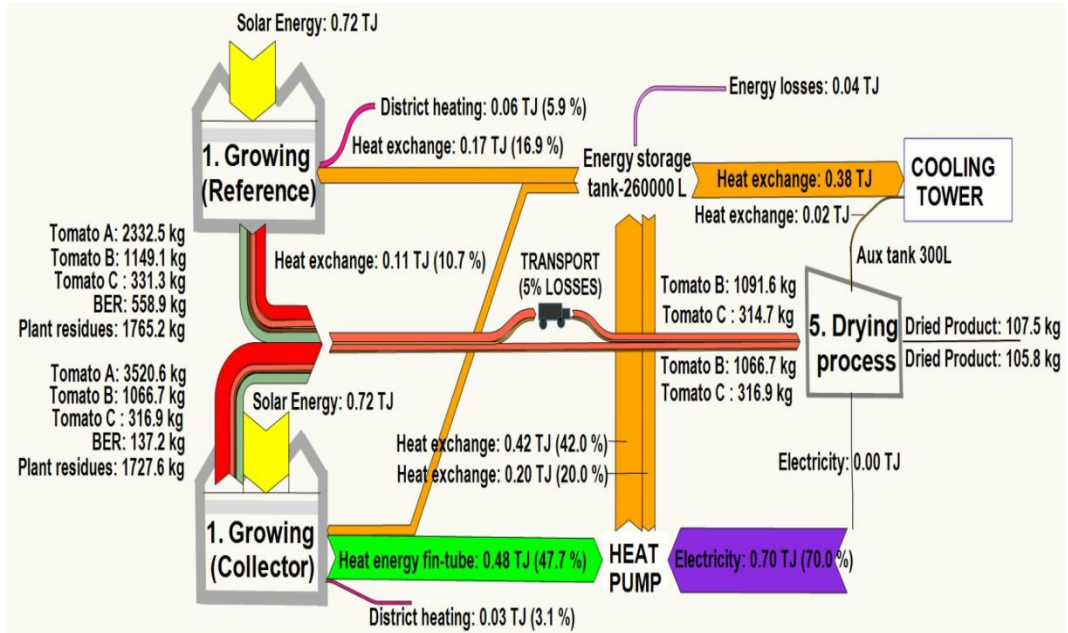 Solar Energy: 0.72 TJ
Energy losses: 0.04 TJ
District heating: 0.06 TJ (5.9 %)
Heat exchange: 0.17 TJ (16.9 %)
1. Growing
(Reference)
Energy storage
tank-260000 L
Heat exchange: 0.38 TJ
COOLING
TOWER
Heat exchange: 0.02 TJ
Aux tank 300L
Tomato A: 2332.5 kg
Tomato B: 1149.1 kg
Tomato C : 331.3 kg
BER: 558.9 kg
Plant residues: 1765.2 kg
Heat exchange: 0.11 TJ (10.7 %)
TRANSPORT
(5% LOSSES)
Tomato B: 1091.6 kg
Tomato C : 314.7 kg
5. Drying
process
Dried Product: 107.5 kg
Dried Product: 105.8 kg
Tomato B: 1066.7 kg
Tomato C : 316.9 kg
Tomato A: 3520.6 kg
Tomato B: 1066.7 kg
Tomato C : 316.9 kg
BER: 137.2 kg
Plant residues: 1727.6 kg
Solar Energy: 0.72 TJ
Heat exchange: 0.42 TJ (42.0 %)
Heat exchange: 0.20 TJ (20.0 %)
Electricity: 0.00 TJ
1. Growing
(Collector)
Heat energy fin-tube: 0.48 TJ (47.7 %)
HEAT
PUMP
Electricity: 0.70 TJ (70.0 %)
District heating: 0.03 TJ (3.1 %)